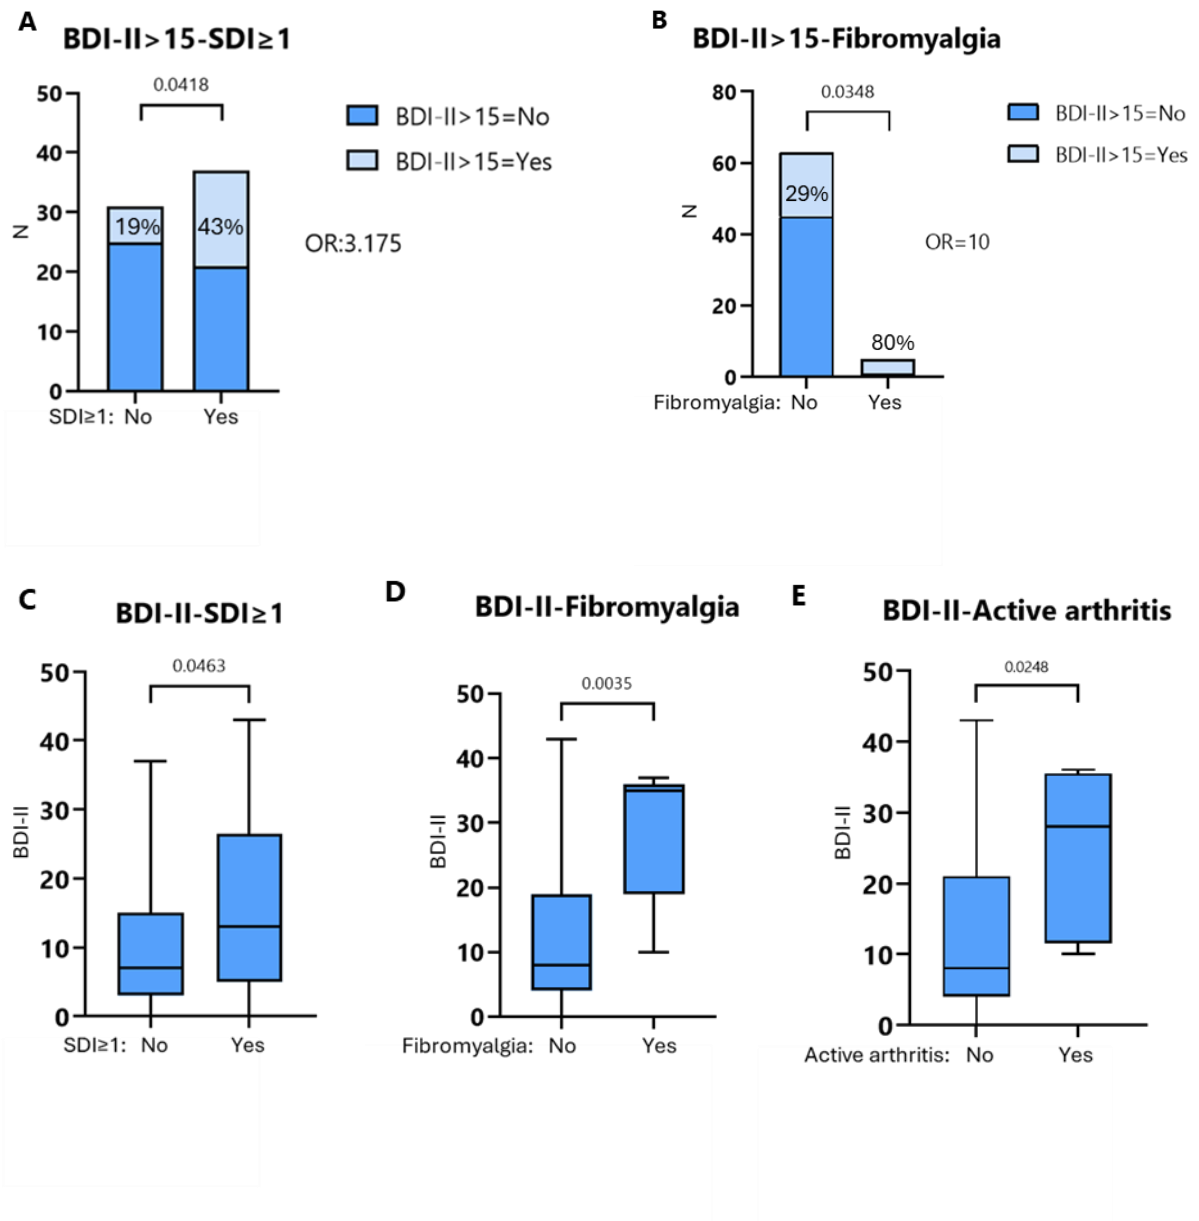 A
BDI-II>15-SDI≥1
0.0418
50
40
30
20
10
0
N
19%
43%
BDI-II>15=No
BDI-II>15=Yes
OR:3.175
SDI≥1: No Yes
B
BDI-II>15-Fibromyalgia
0.0348
80
60
40
20
0
N
29%
80%
BDI-II>15=No
BDI-II>15=Yes
OR=10
Fibromyalgia: No Yes
C
BDI-II-SDI≥1
0.0463
50
40
30
20
10
0
BDI-II
SDI≥1: No Yes
D
BDI-II-Fibromyalgia
0.0035
50
40
30
20
10
0
BDI-II
Fibromyalgia: No Yes
E
BDI-II-Active arthritis
0.0248
50
40
30
20
10
0
BDI-II
Active arthritis: No Yes